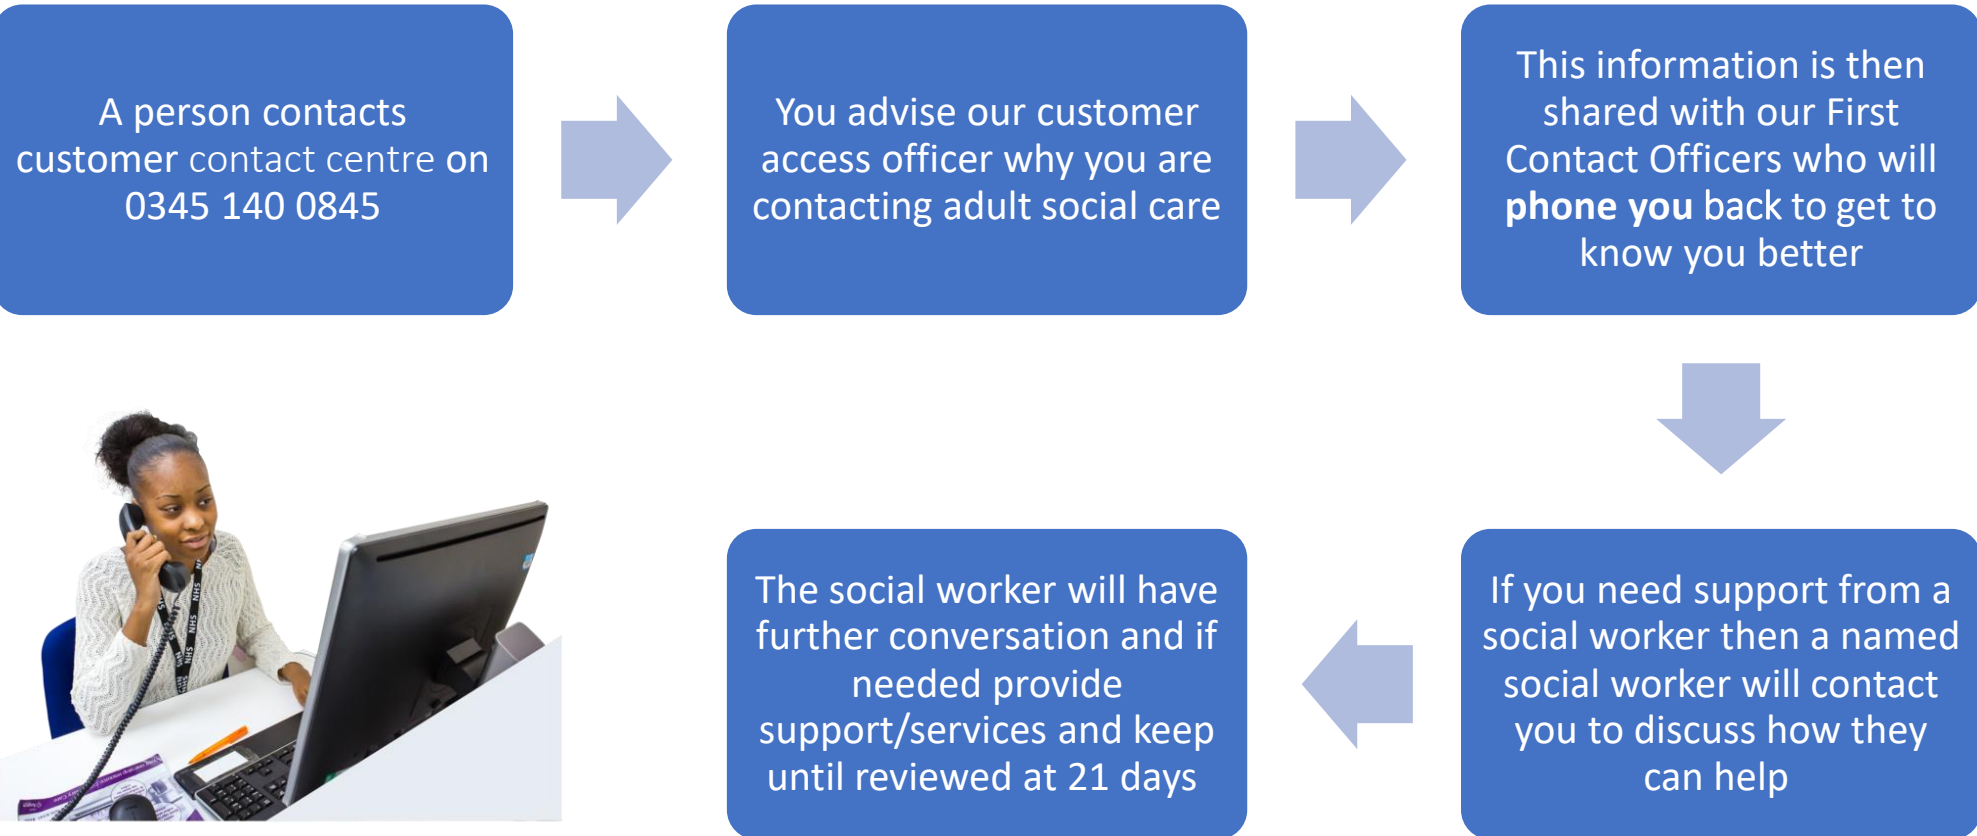 A person contacts
customer contact centre on
0345 140 0845
You advise our customer
access officer why you are
contacting adult social care
This information is then
shared with our First
Contact Officers who will
phone you back to get to
know you better
If you need support from a
social worker then a named
social worker will contact
you to discuss how they
can help
The social worker will have
further conversation and if
needed provide
support/services and keep
until reviewed at 21 days
NHS
NHS
NHS